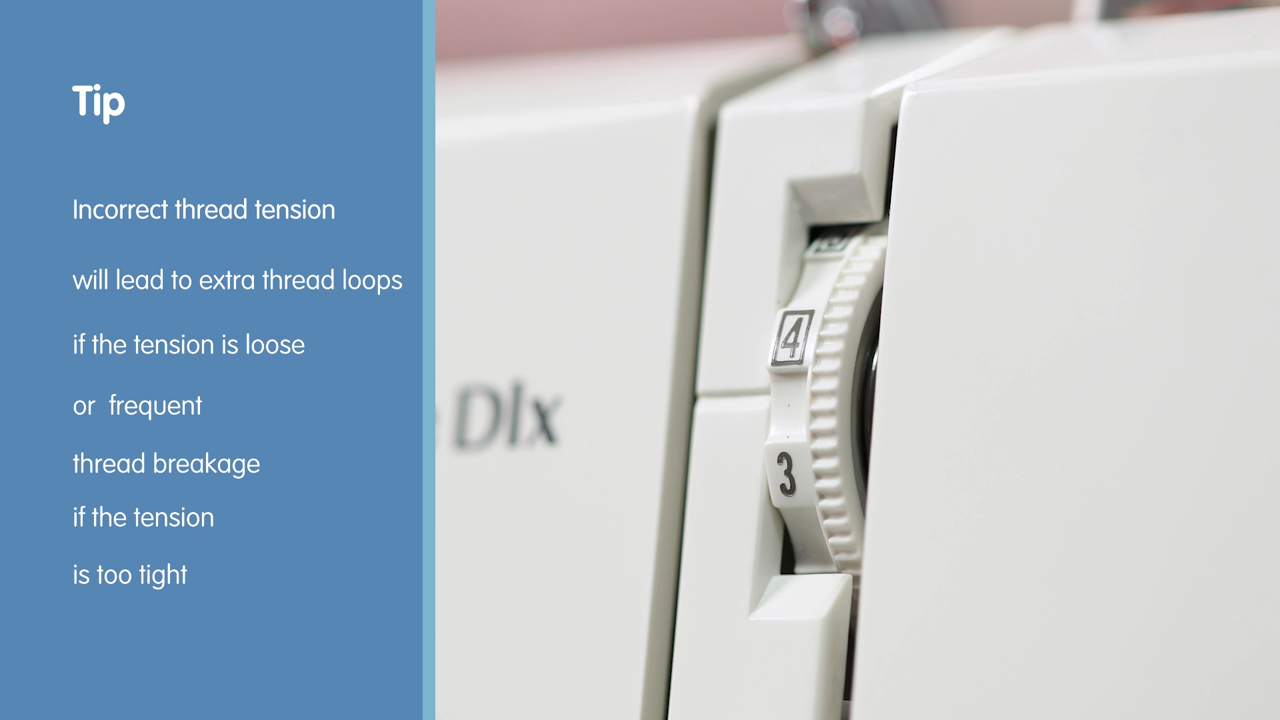 Tip
Incorrect thread tension
will lead to extra thread loops
if the tension is loose
or  frequent
thread breakage
if the tension
is too tight
Dlx
4
3